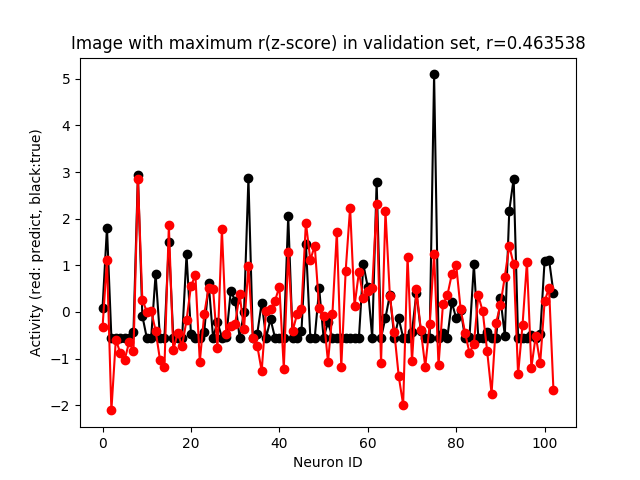 Image with maximum r(z-score) in validation set, r=0.463538
Activity (red: predict, black:true)
5
4
3
2
1
0
−1
−2
0 20 40 60 80 100
Neuron ID